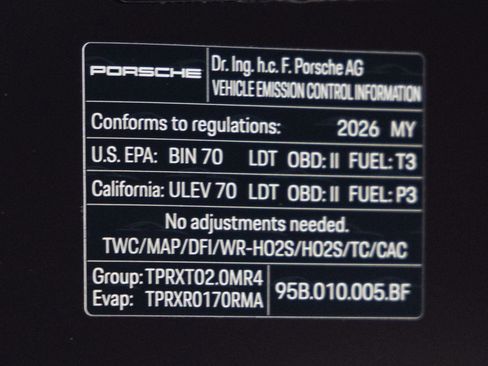 PORSCHE
Dr. Ing. h.c. F. Porsche AG
VEHICLE EMISSION CONTROL INFORMATION
Conforms to regulations: 2026 MY
U.S. EPA: BIN 70 LDT OBD: II FUEL: T3
California: ULEV 70 LDT OBD: II FUEL: P3
No adjustments needed.
TWC/MAP/DFI/WR-HO2S/HO2S/TC/CAC
Group: TPRXT02.0MR4
Evap: TPRXR0170RMA
95B.010.005.BF